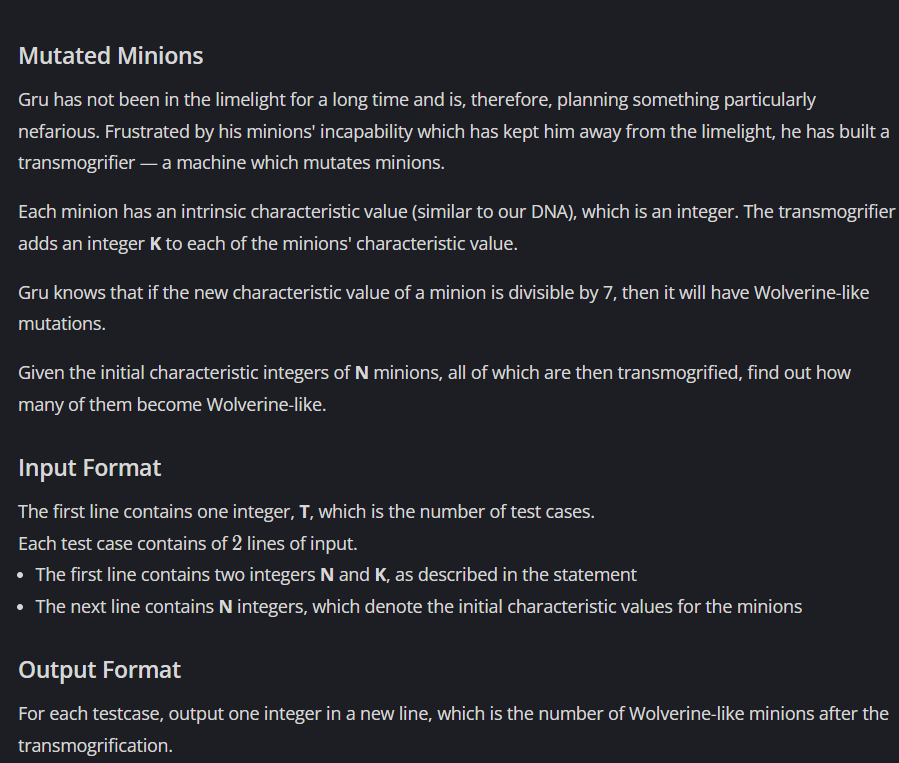 Mutated Minions
Gru has not been in the limelight for a long time and is, therefore, planning something particularly
nefarious. Frustrated by his minions' incapability which has kept him away from the limelight, he has built a
transmogrifier — a machine which mutates minions.
Each minion has an intrinsic characteristic value (similar to our DNA), which is an integer. The transmogrifier
adds an integer K to each of the minions' characteristic value.
Gru knows that if the new characteristic value of a minion is divisible by 7, then it will have Wolverine-like
mutations.
Given the initial characteristic integers of N minions, all of which are then transmogrified, find out how
many of them become Wolverine-like.
Input Format
The first line contains one integer, T, which is the number of test cases.
Each test case contains of 2 lines of input.
• The first line contains two integers N and K, as described in the statement
• The next line contains N integers, which denote the initial characteristic values for the minions
Output Format
For each testcase, output one integer in a new line, which is the number of Wolverine-like minions after the
transmogrification.